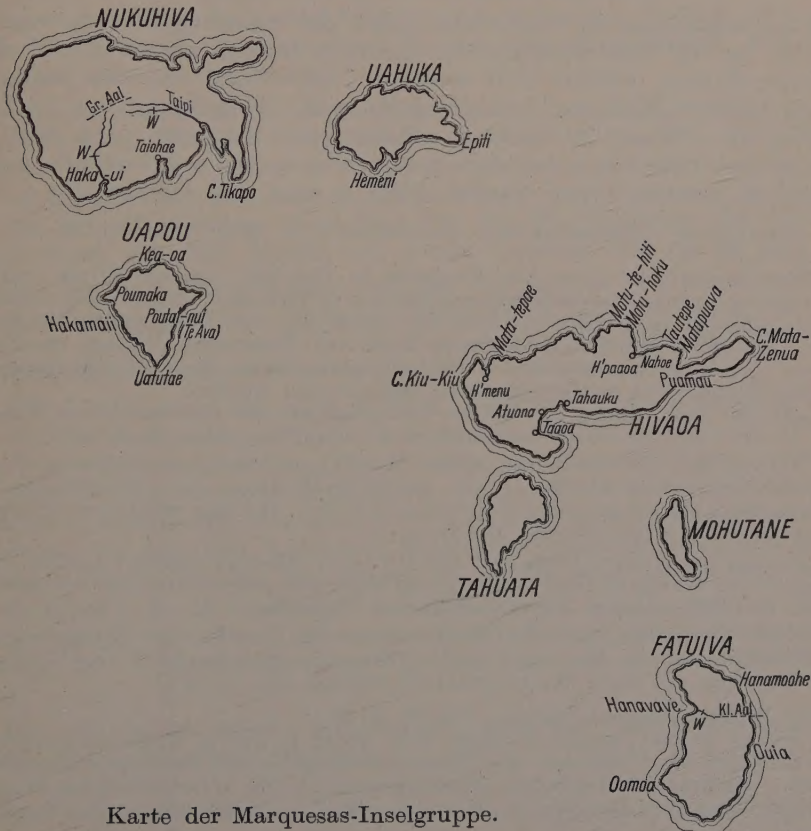 NUKUHIVA
Gr. Aal
Taipi
W
W
Taiohae
Haka-ui
C. Tikapo
UAHUKA
Epiti
Hemeni
UAPOU
Kea-oa
Poumaka
Hakamaii
Poutai-nui
(Te Ava)
Uatutae
Mata-tepae
Motu-te-hiti
Motu-hoku
Tautepe
Matapuava
C. Mata-
Zenua
C. Kiu-Kiu
H'menu
H'paaoa
Nahoe
Puamau
Atuona
Tahauku
Taaoa
HIVAOA
TAHUATA
MOHUTANE
FATUIVA
Hanamoahe
Hanavave
Kl. Aal
W
Ouia
Oomoa
Karte der Marquesas-Inselgruppe.